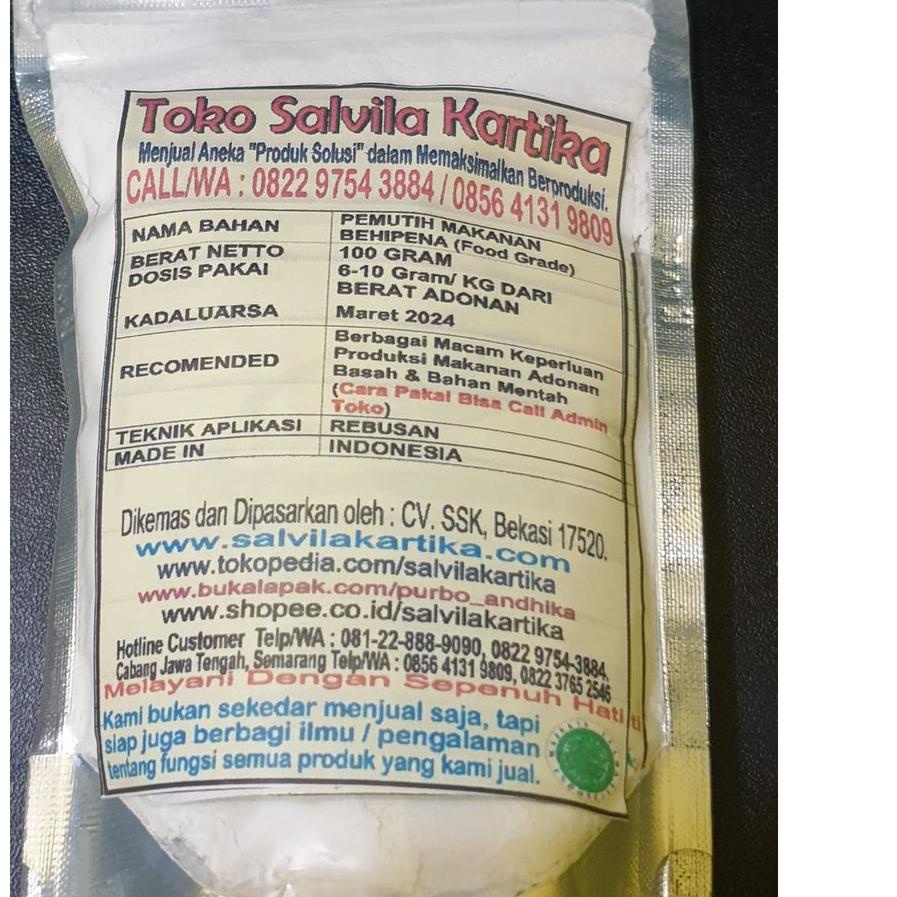 Toko Salvila Kartika
Menjual Aneka "Produk Solusi" dalam Memaksimalkan Berproduksi.
CALL/WA : 0822 9754 3884 / 0856 4131 9809
NAMA BAHAN PEMUTIH MAKANAN
BEHIPENA (Food Grade)
BERAT NETTO 100 GRAM
DOSIS PAKAI 6-10 Gram/ KG DARI
BERAT ADONAN
KADALUARSA Maret 2024
RECOMENDED Berbagai Macam Keperluan
Produksi Makanan Adonan
Basah & Bahan Mentah
(Cara Pakai Bisa Call Admin
Toko)
TEKNIK APLIKASI REBUSAN
MADE IN INDONESIA
Dikemas dan Dipasarkan oleh : CV. SSK, Bekasi 17520.
www.salvilakartika.com
www.tokopedia.com/salvilakartika
www.bukalapak.com/purbo_andhika
www.shopee.co.id/salvilakartika
Hotline Customer Telp/WA : 081-22-888-9090, 0822 9754-3884.
Cabang Jawa Tengah, Semarang Telp/WA : 0856 4131 9809, 0822 3765 2546
Melayani Dengan Sepenuh Hati
Kami bukan sekedar menjual saja, tapi
siap juga berbagi ilmu / pengalaman
tentang fungsi semua produk yang kami jual.